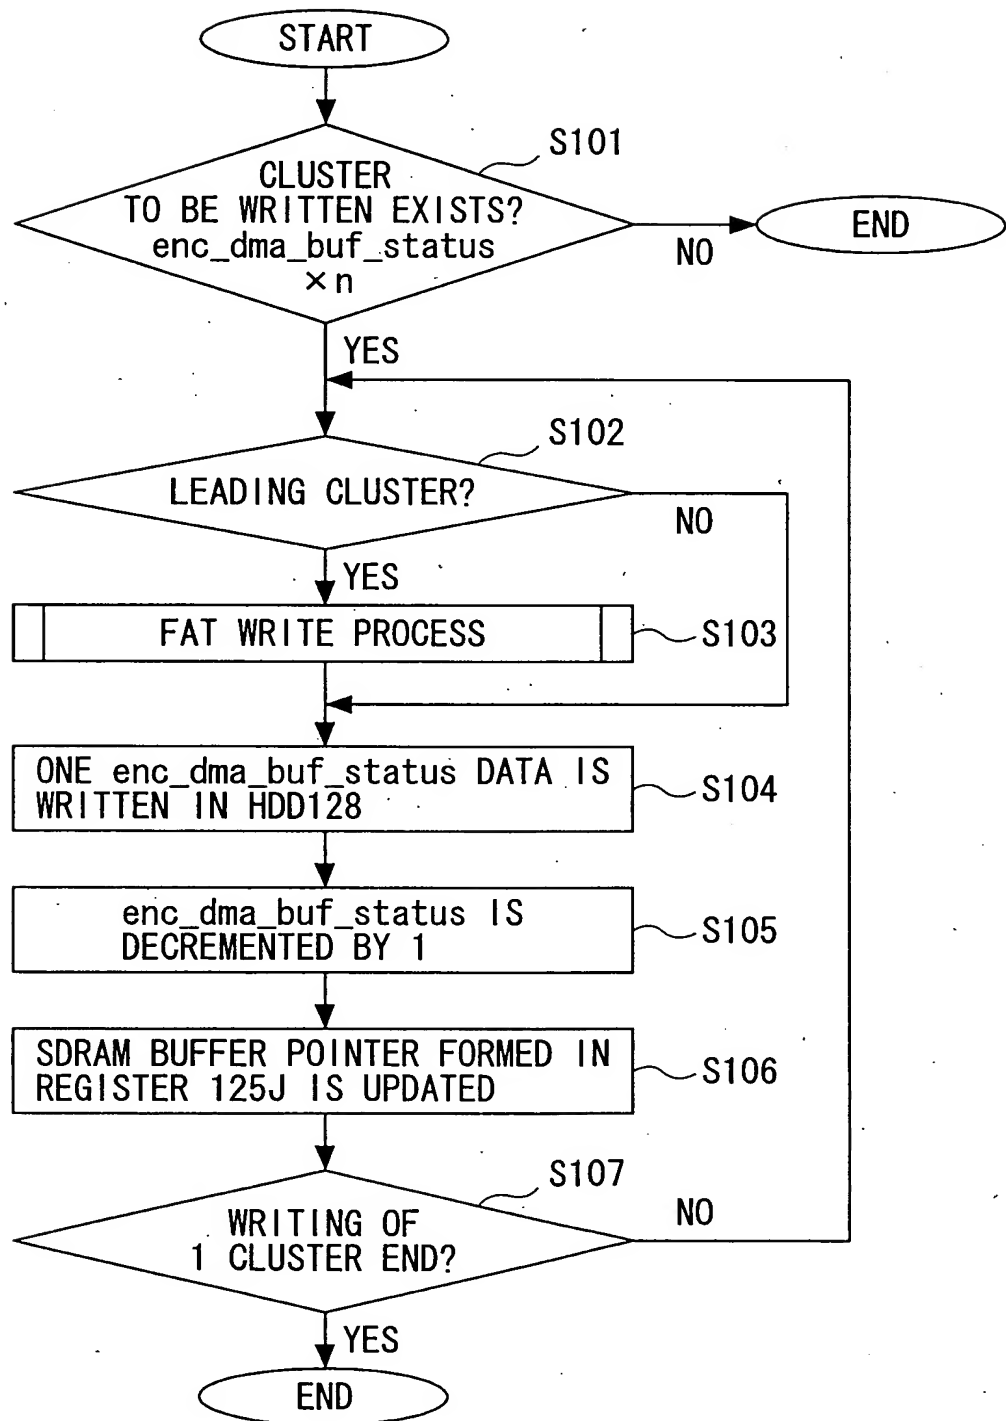 START
S101
CLUSTER
TO BE WRITTEN EXISTS?
enc_dma_buf_status
×n
NO
END
YES
S102
LEADING CLUSTER?
NO
YES
FAT WRITE PROCESS
S103
ONE enc_dma_buf_status DATA IS
WRITTEN IN HDD128
S104
enc_dma_buf_status IS
DECREMENTED BY 1
S105
SDRAM BUFFER POINTER FORMED IN
REGISTER 125J IS UPDATED
S106
S107
WRITING OF
1 CLUSTER END?
NO
YES
END